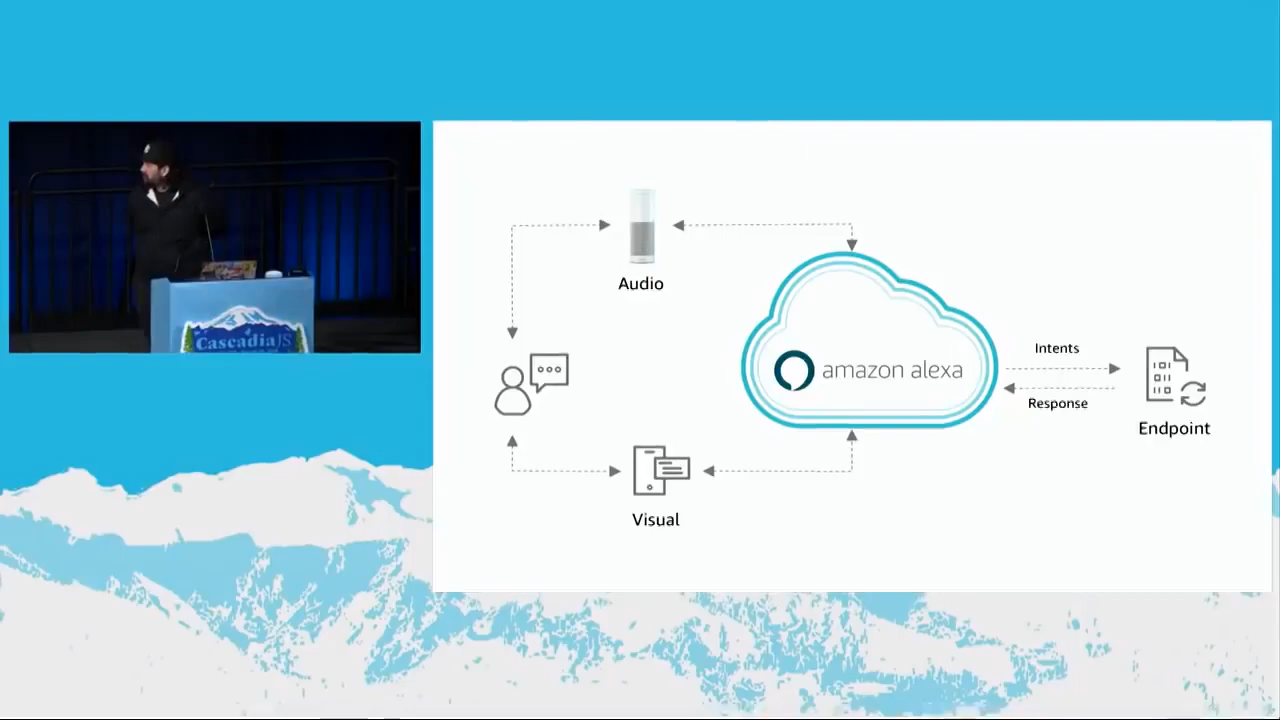 CascadiaJS
Audio
amazon alexa
Intents
Response
Endpoint
Visual